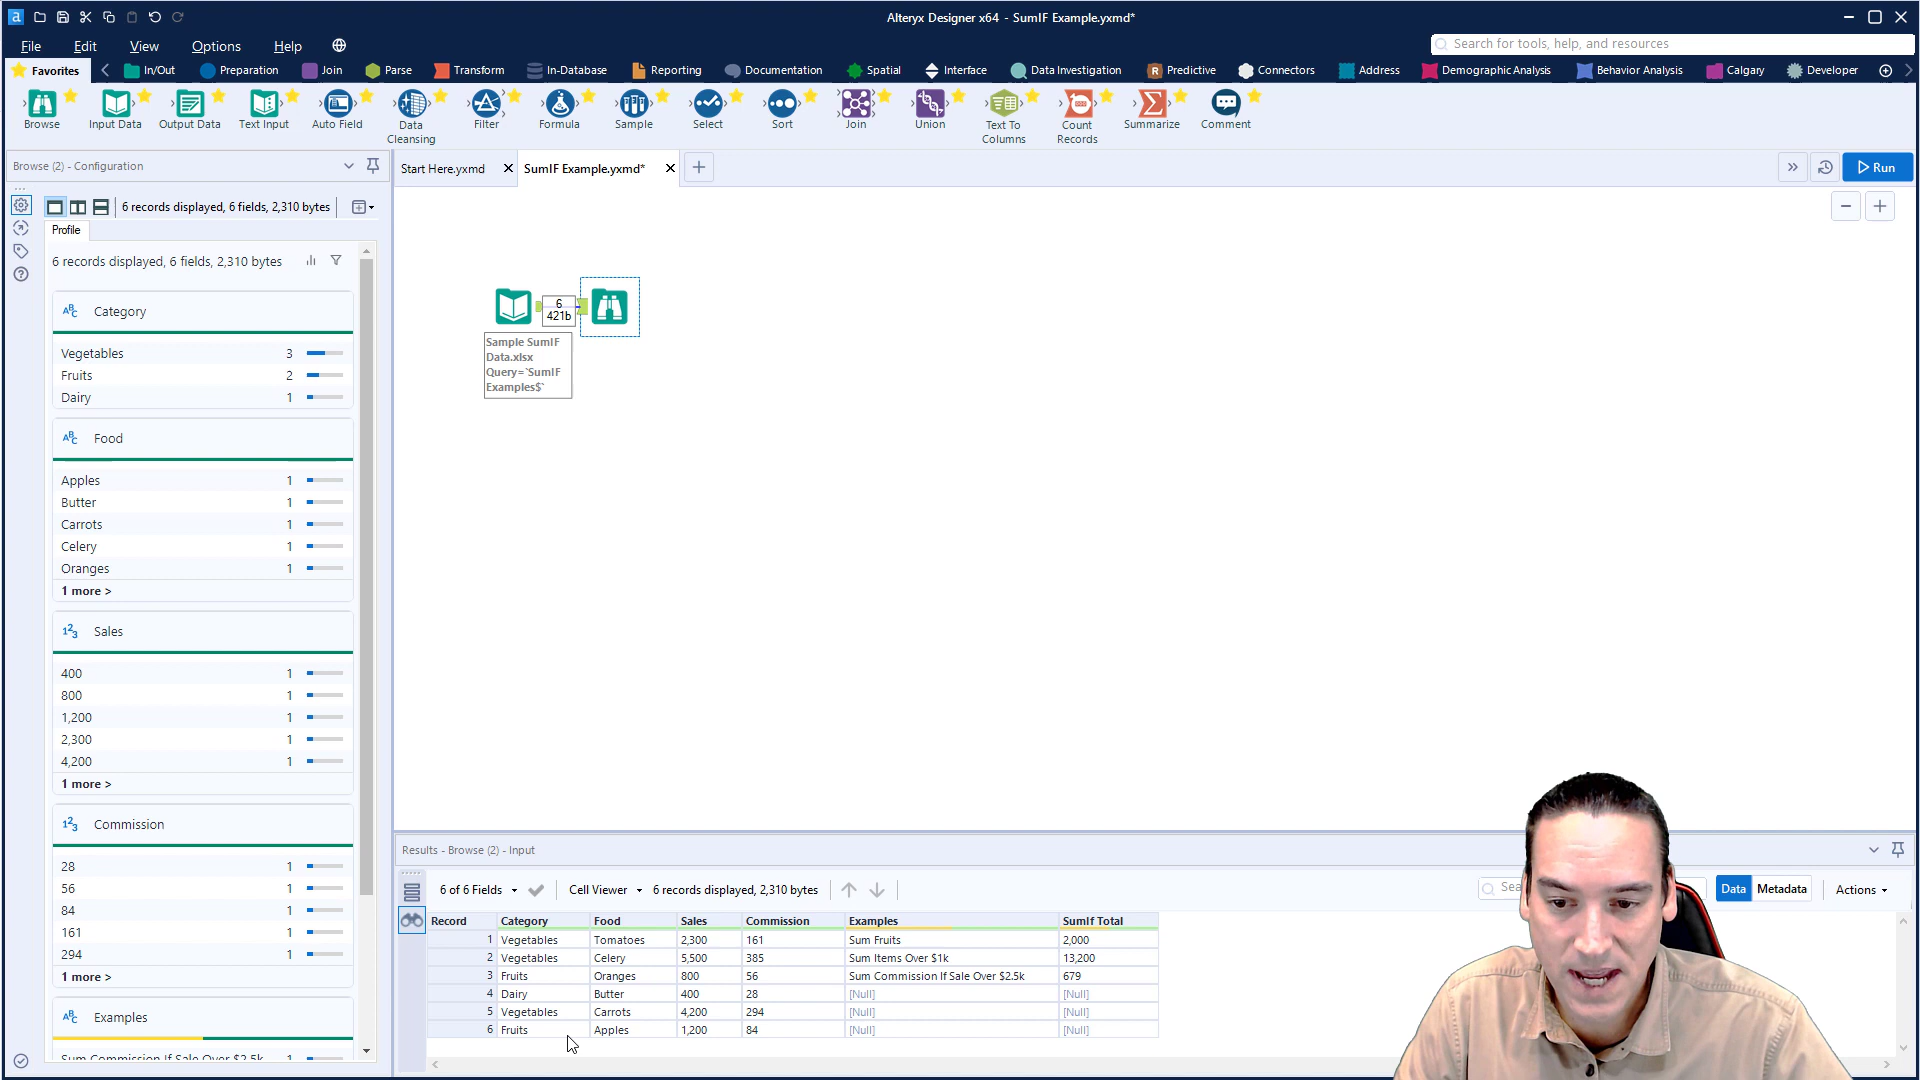 Alteryx Designer x64 - SumIF Example.yxmd*
File Edit View Options Help
Search for tools, help, and resources
Favorites In/Out Preparation Join Parse Transform In-Database Reporting Documentation Spatial Interface Data Investigation Predictive Connectors Address Demographic Analysis Behavior Analysis Calgary Developer
Browse Input Data Output Data Text Input Auto Field Data Cleansing Filter Formula Sample Select Sort Join Union Text To Columns Count Records Summarize Comment
Browse (2) - Configuration
Start Here.yxmd SumIF Example.yxmd*
Run
6 records displayed, 6 fields, 2,310 bytes
Profile
6 records displayed, 6 fields, 2,310 bytes
Category
Vegetables 3
Fruits 2
Dairy 1
Food
Apples 1
Butter 1
Carrots 1
Celery 1
Oranges 1
1 more >
Sales
400 1
800 1
1,200 1
2,300 1
4,200 1
1 more >
Commission
28 1
56 1
84 1
161 1
294 1
1 more >
Examples
Sum Commission If Sale Over $2.5k 1
6
421b
Sample SumIF
Data.xlsx
Query=`SumIF
Examples$`
Results - Browse (2) - Input
6 of 6 Fields Cell Viewer 6 records displayed, 2,310 bytes
Data Metadata Actions
Record Category Food Sales Commission Examples SumIf Total
1 Vegetables Tomatoes 2,300 161 Sum Fruits 2,000
2 Vegetables Celery 5,500 385 Sum Items Over $1k 13,200
3 Fruits Oranges 800 56 Sum Commission If Sale Over $2.5k 679
4 Dairy Butter 400 28 [Null] [Null]
5 Vegetables Carrots 4,200 294 [Null] [Null]
6 Fruits Apples 1,200 84 [Null] [Null]